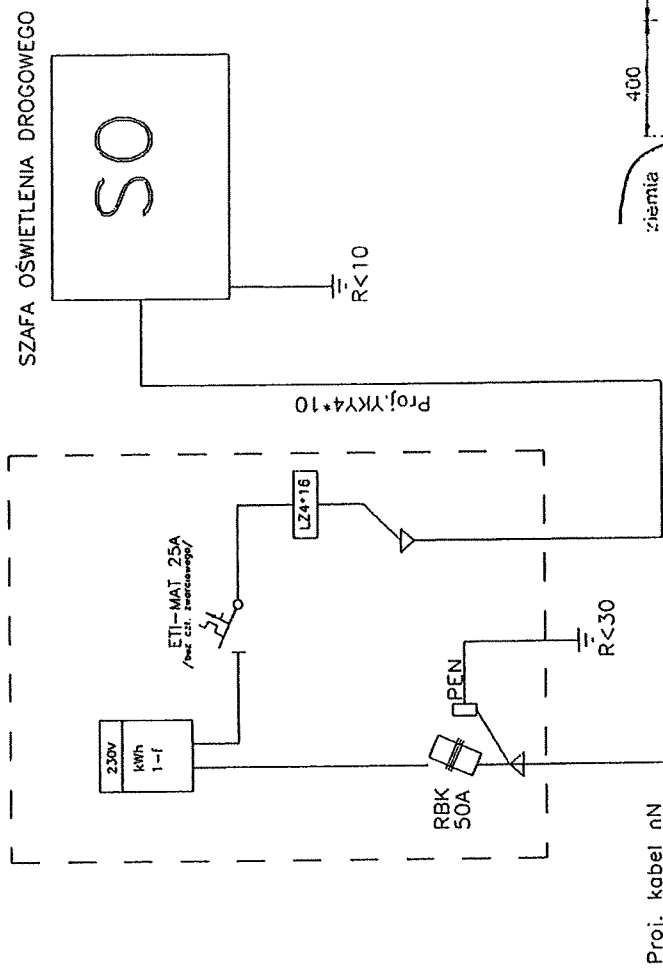 SZAFA OŚWIETLENIA DROGOWEGO
SO
R<10
Proj.YKY4*10
ETI-MAT 25A
/bez czł. zwarciowego/
LZ4*16
230V
kWh
1-f
PEN
R<30
RBK
50A
Proj. kabel nN
400
ziemia